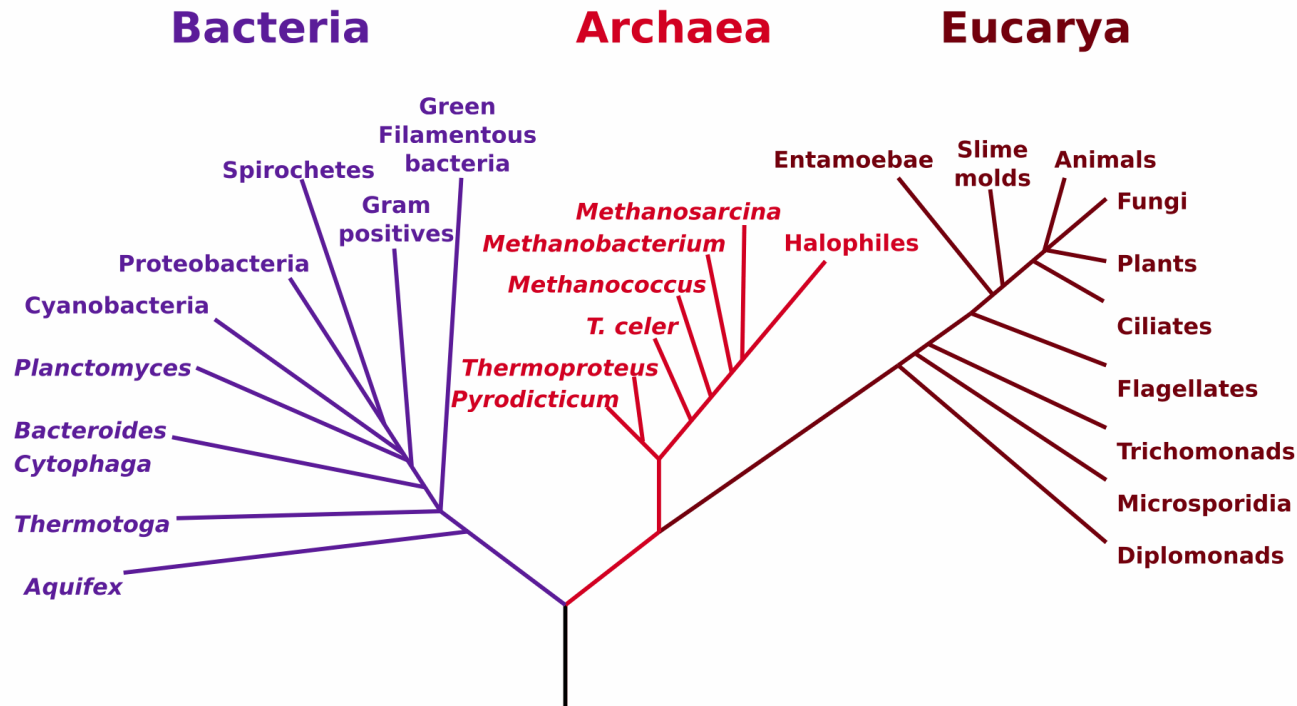 Bacteria
Archaea
Eucarya
Green
Filamentous
bacteria
Spirochetes
Gram
positives
Proteobacteria
Cyanobacteria
Planctomyces
Bacteroides
Cytophaga
Thermotoga
Aquifex
Methanosarcina
Methanobacterium
Halophiles
Methanococcus
T. celer
Thermoproteus
Pyrodicticum
Entamoebae
Slime
molds
Animals
Fungi
Plants
Ciliates
Flagellates
Trichomonads
Microsporidia
Diplomonads